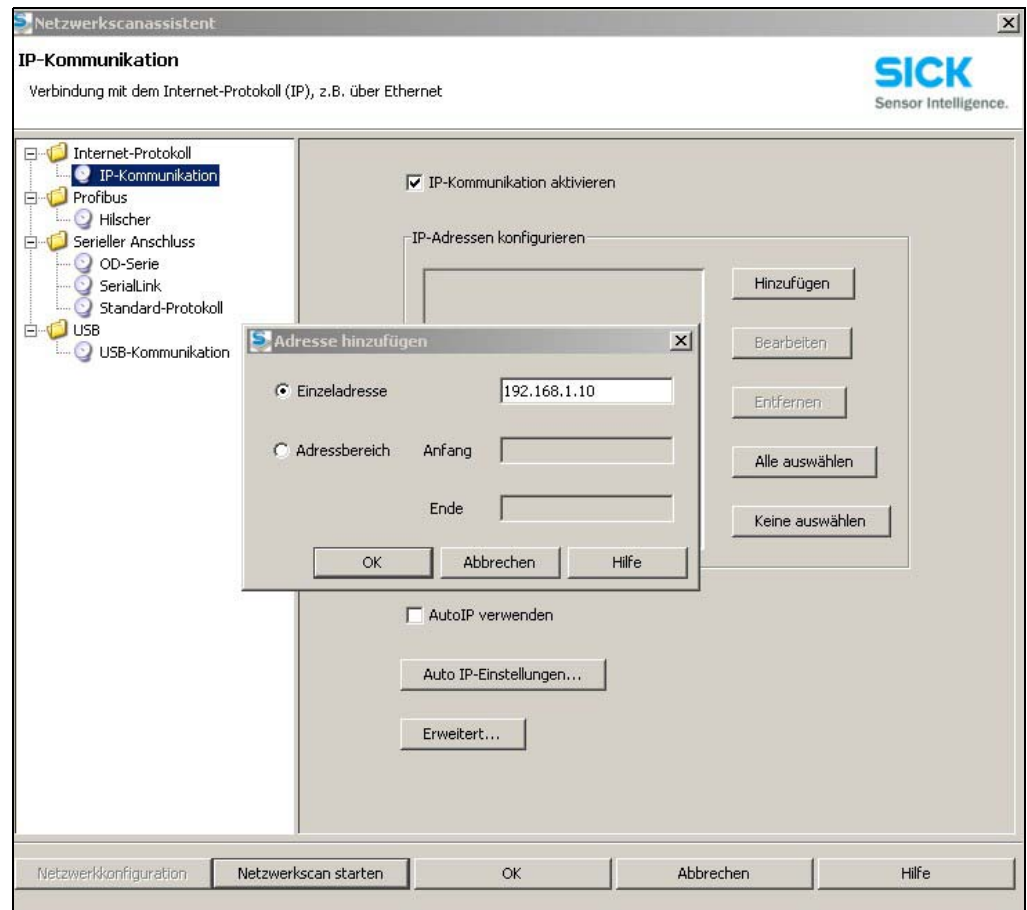 Netzwerkscanassistent
IP-Kommunikation
Verbindung mit dem Internet-Protokoll (IP), z.B. über Ethernet
SICK
Sensor Intelligence.
Internet-Protokoll
IP-Kommunikation
Profibus
Hilscher
Serieller Anschluss
OD-Serie
SerialLink
Standard-Protokoll
USB
USB-Kommunikation
IP-Kommunikation aktivieren
IP-Adressen konfigurieren
Hinzufügen
Bearbeiten
Entfernen
Alle auswählen
Keine auswählen
Adresse hinzufügen
Einzeladresse 192.168.1.10
Adressbereich Anfang
Ende
OK Abbrechen Hilfe
AutoIP verwenden
Auto IP-Einstellungen...
Erweitert...
Netzwerkkonfiguration Netzwerkscan starten OK Abbrechen Hilfe